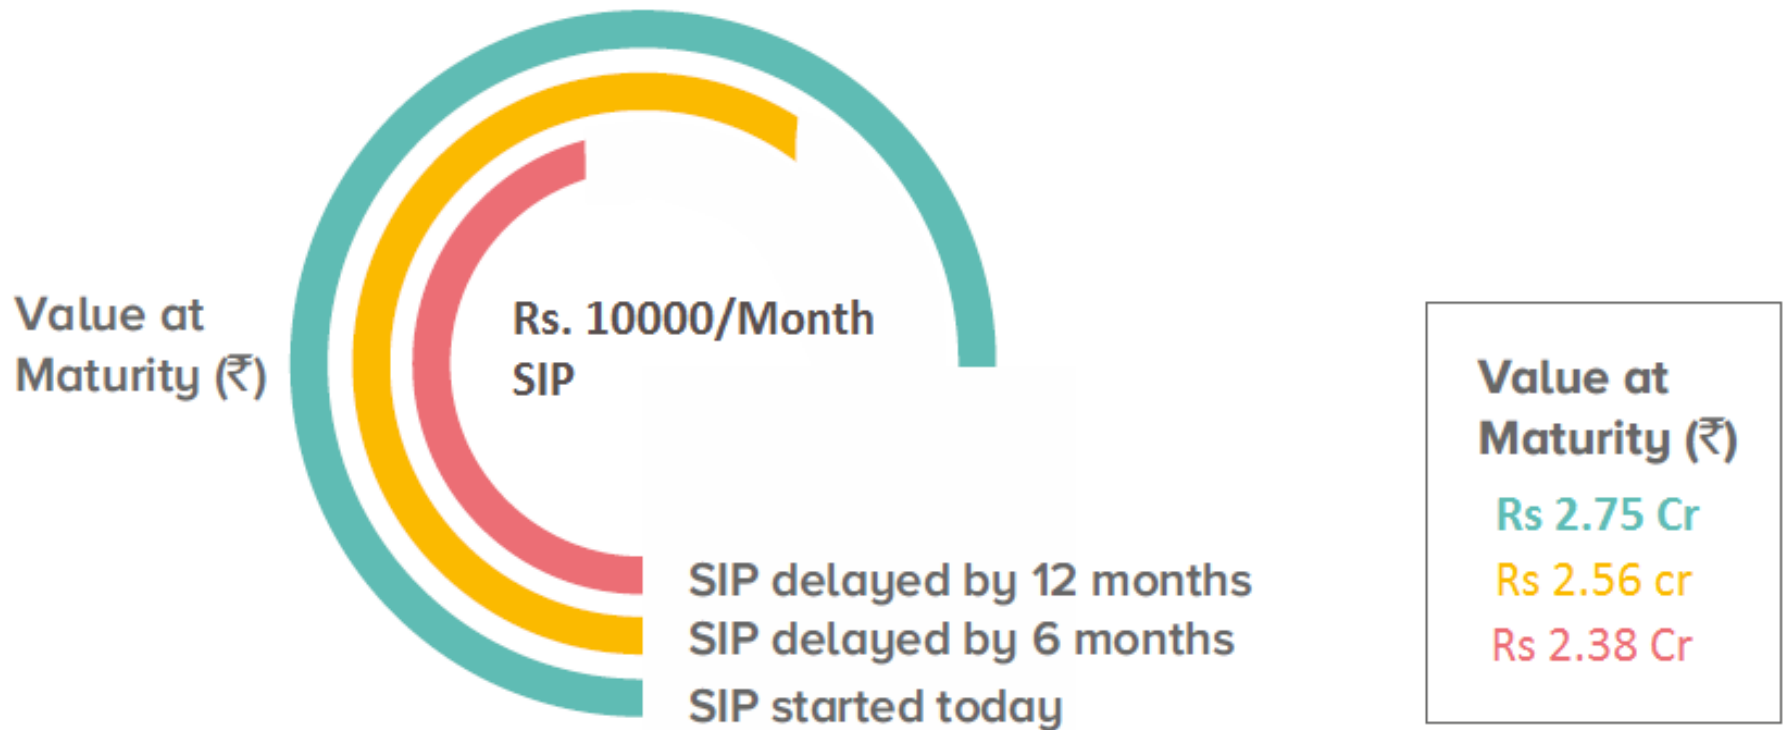 Value at
Maturity (₹)
Rs. 10000/Month
SIP
SIP delayed by 12 months
SIP delayed by 6 months
SIP started today
Value at
Maturity (₹)
Rs 2.75 Cr
Rs 2.56 cr
Rs 2.38 Cr